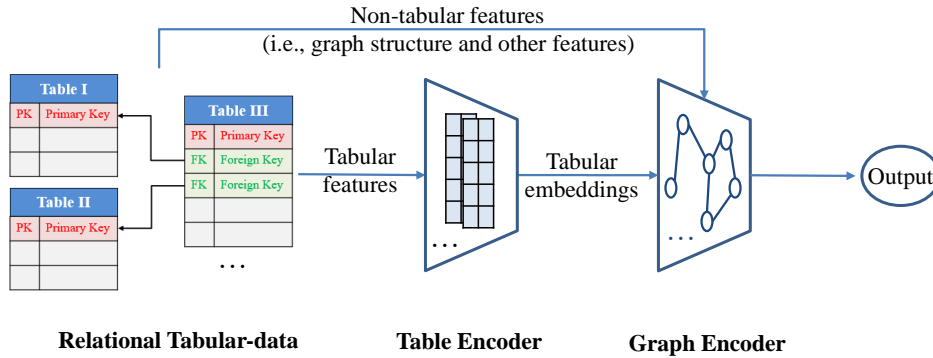 Non-tabular features
(i.e., graph structure and other features)
Table I
PK Primary Key
Table III
PK Primary Key
FK Foreign Key
FK Foreign Key
...
Table II
PK Primary Key
Tabular
features
...
Tabular
embeddings
...
Output
Relational Tabular-data
Table Encoder
Graph Encoder